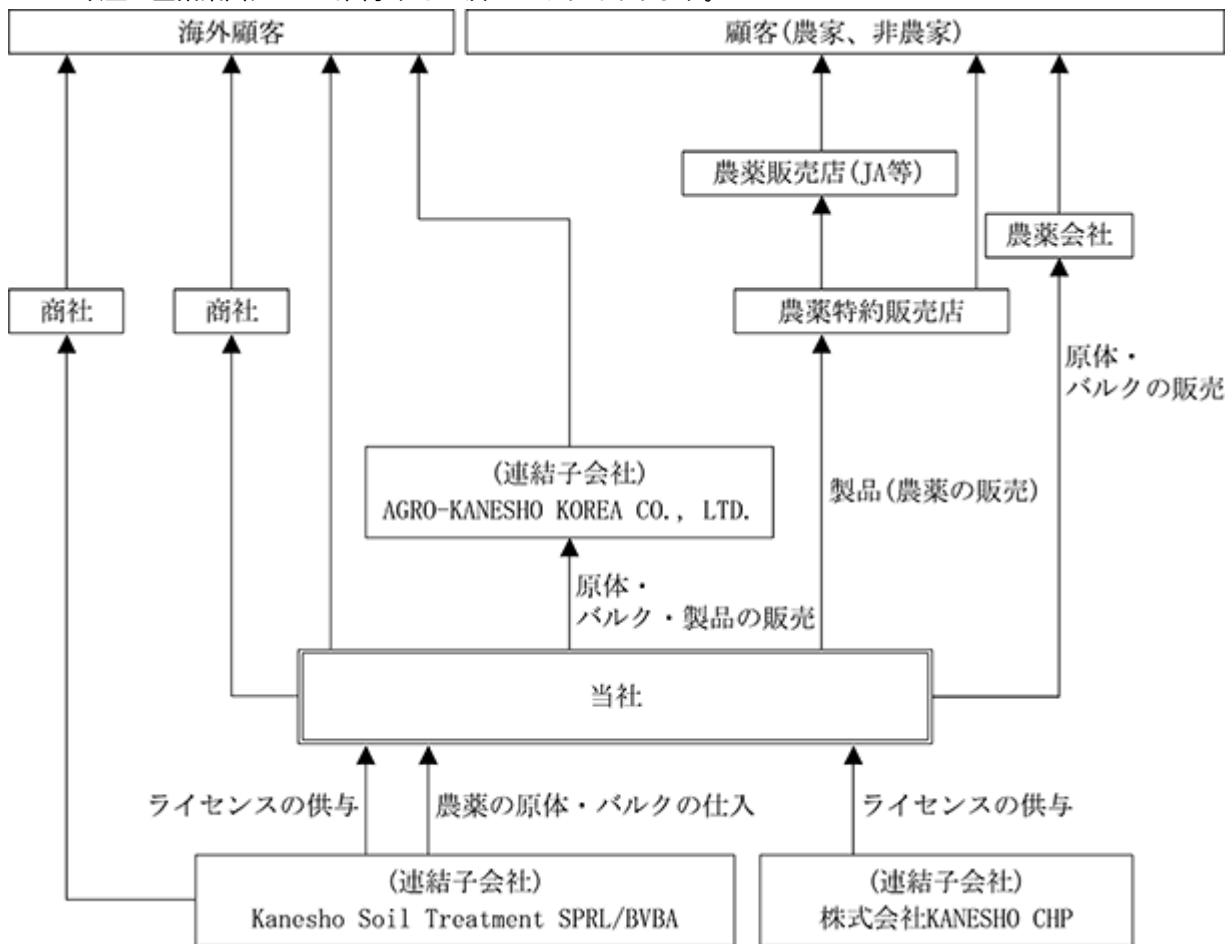 海外顧客
顧客(農家、非農家)
農薬販売店(JA等)
農薬会社
商社
商社
農薬特約販売店
原体・
バルクの販売
(連結子会社)
AGRO-KANESHO KOREA CO., LTD.
製品(農薬の販売)
原体・
バルク・製品の販売
当社
ライセンスの供与
農薬の原体・バルクの仕入
ライセンスの供与
(連結子会社)
Kanesho Soil Treatment SPRL/BVBA
(連結子会社)
株式会社KANESHO CHP